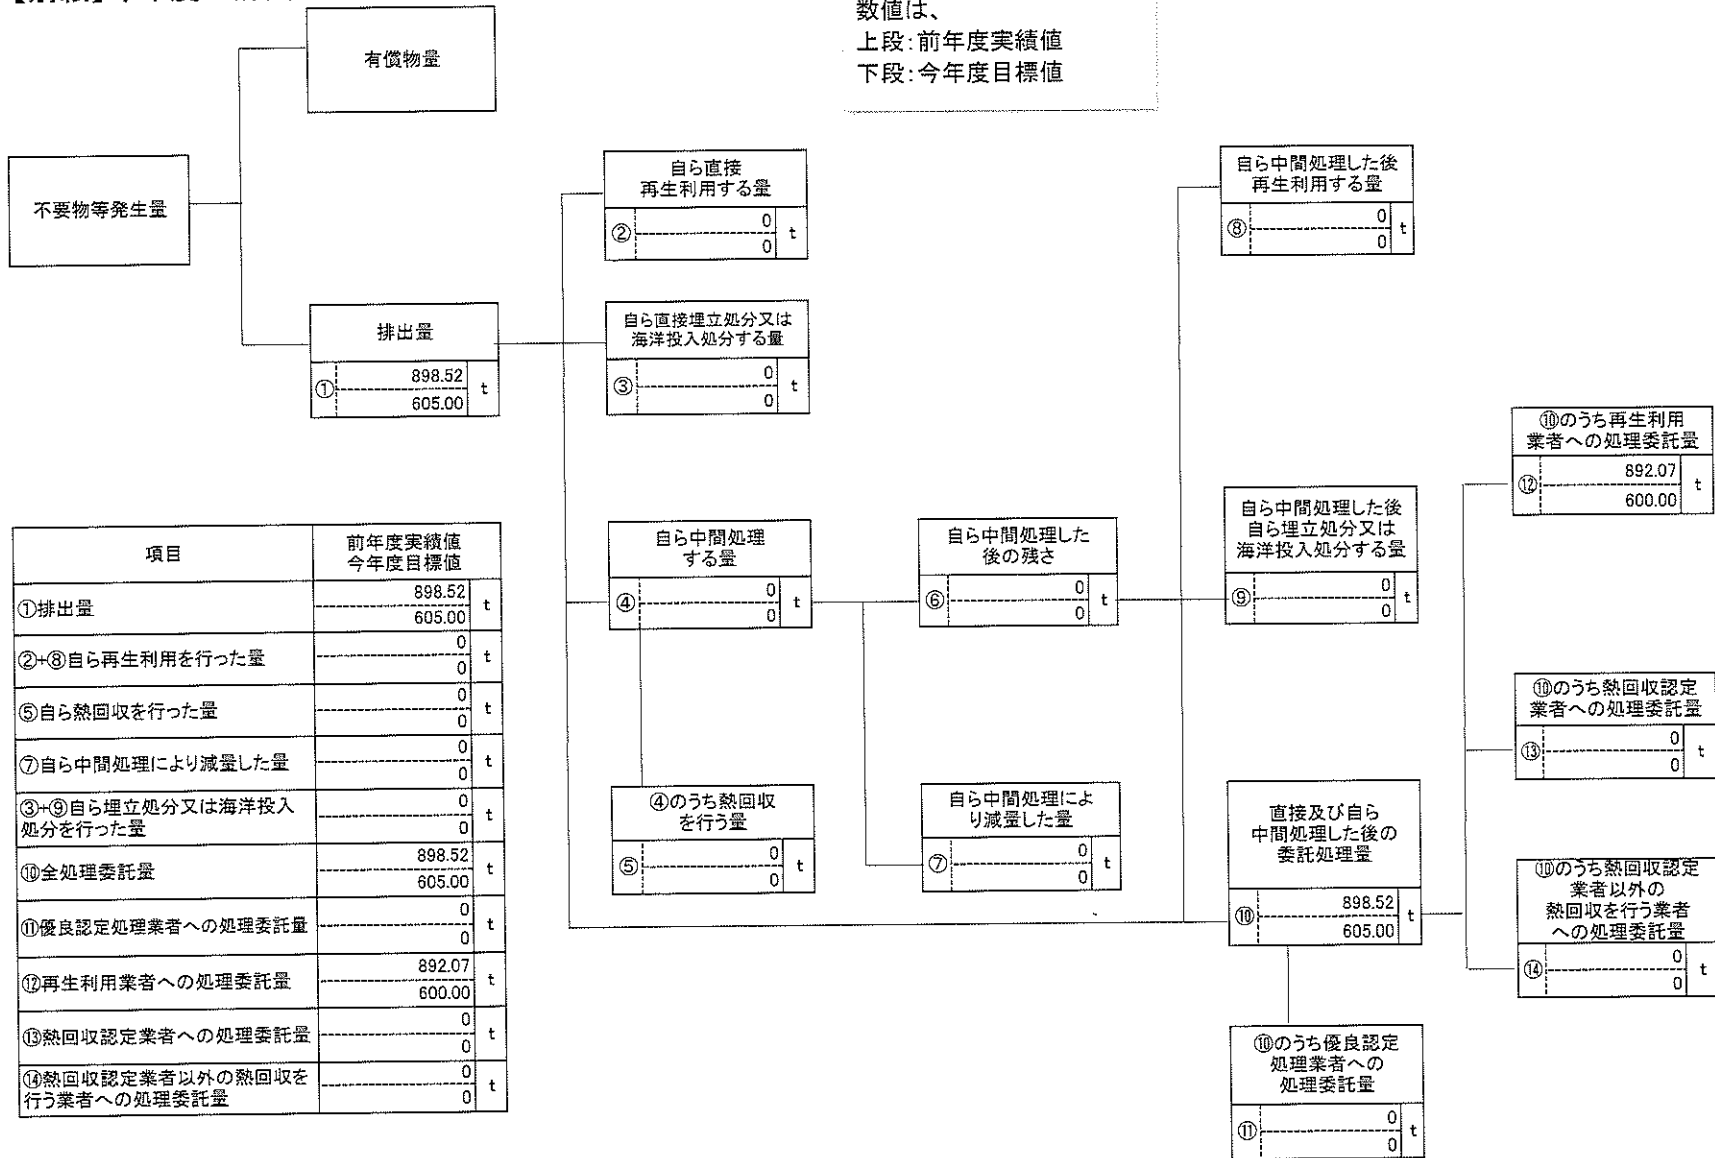 数値は、
上段:前年度実績値
下段:今年度目標値
有償物量
不要物等発生量
排出量
① 898.52 t
605.00
自ら直接
再生利用する量
② 0 t
0
自ら直接埋立処分又は
海洋投入処分する量
③ 0 t
0
自ら中間処理
する量
④ 0 t
0
④のうち熱回収
を行う量
⑤ 0 t
0
自ら中間処理した
後の残さ
⑥ 0 t
0
自ら中間処理によ
り減量した量
⑦ 0 t
0
自ら中間処理した後
再生利用する量
⑧ 0 t
0
自ら中間処理した後
自ら埋立処分又は
海洋投入処分する量
⑨ 0 t
0
直接及び自ら
中間処理した後の
委託処理量
⑩ 898.52 t
605.00
⑩のうち優良認定
処理業者への
処理委託量
⑪ 0 t
0
⑩のうち再生利用
業者への処理委託量
⑫ 892.07 t
600.00
⑩のうち熱回収認定
業者への処理委託量
⑬ 0 t
0
⑩のうち熱回収認定
業者以外の
熱回収を行う業者
への処理委託量
⑭ 0 t
0
項目 前年度実績値
今年度目標値
①排出量 898.52 t
605.00
②+⑧自ら再生利用を行った量 0 t
0
⑤自ら熱回収を行った量 0 t
0
⑦自ら中間処理により減量した量 0 t
0
③+⑨自ら埋立処分又は海洋投入 0 t
処分を行った量 0
⑩全処理委託量 898.52 t
605.00
⑪優良認定処理業者への処理委託量 0 t
0
⑫再生利用業者への処理委託量 892.07 t
600.00
⑬熱回収認定業者への処理委託量 0 t
0
⑭熱回収認定業者以外の熱回収を 0 t
行う業者への処理委託量 0